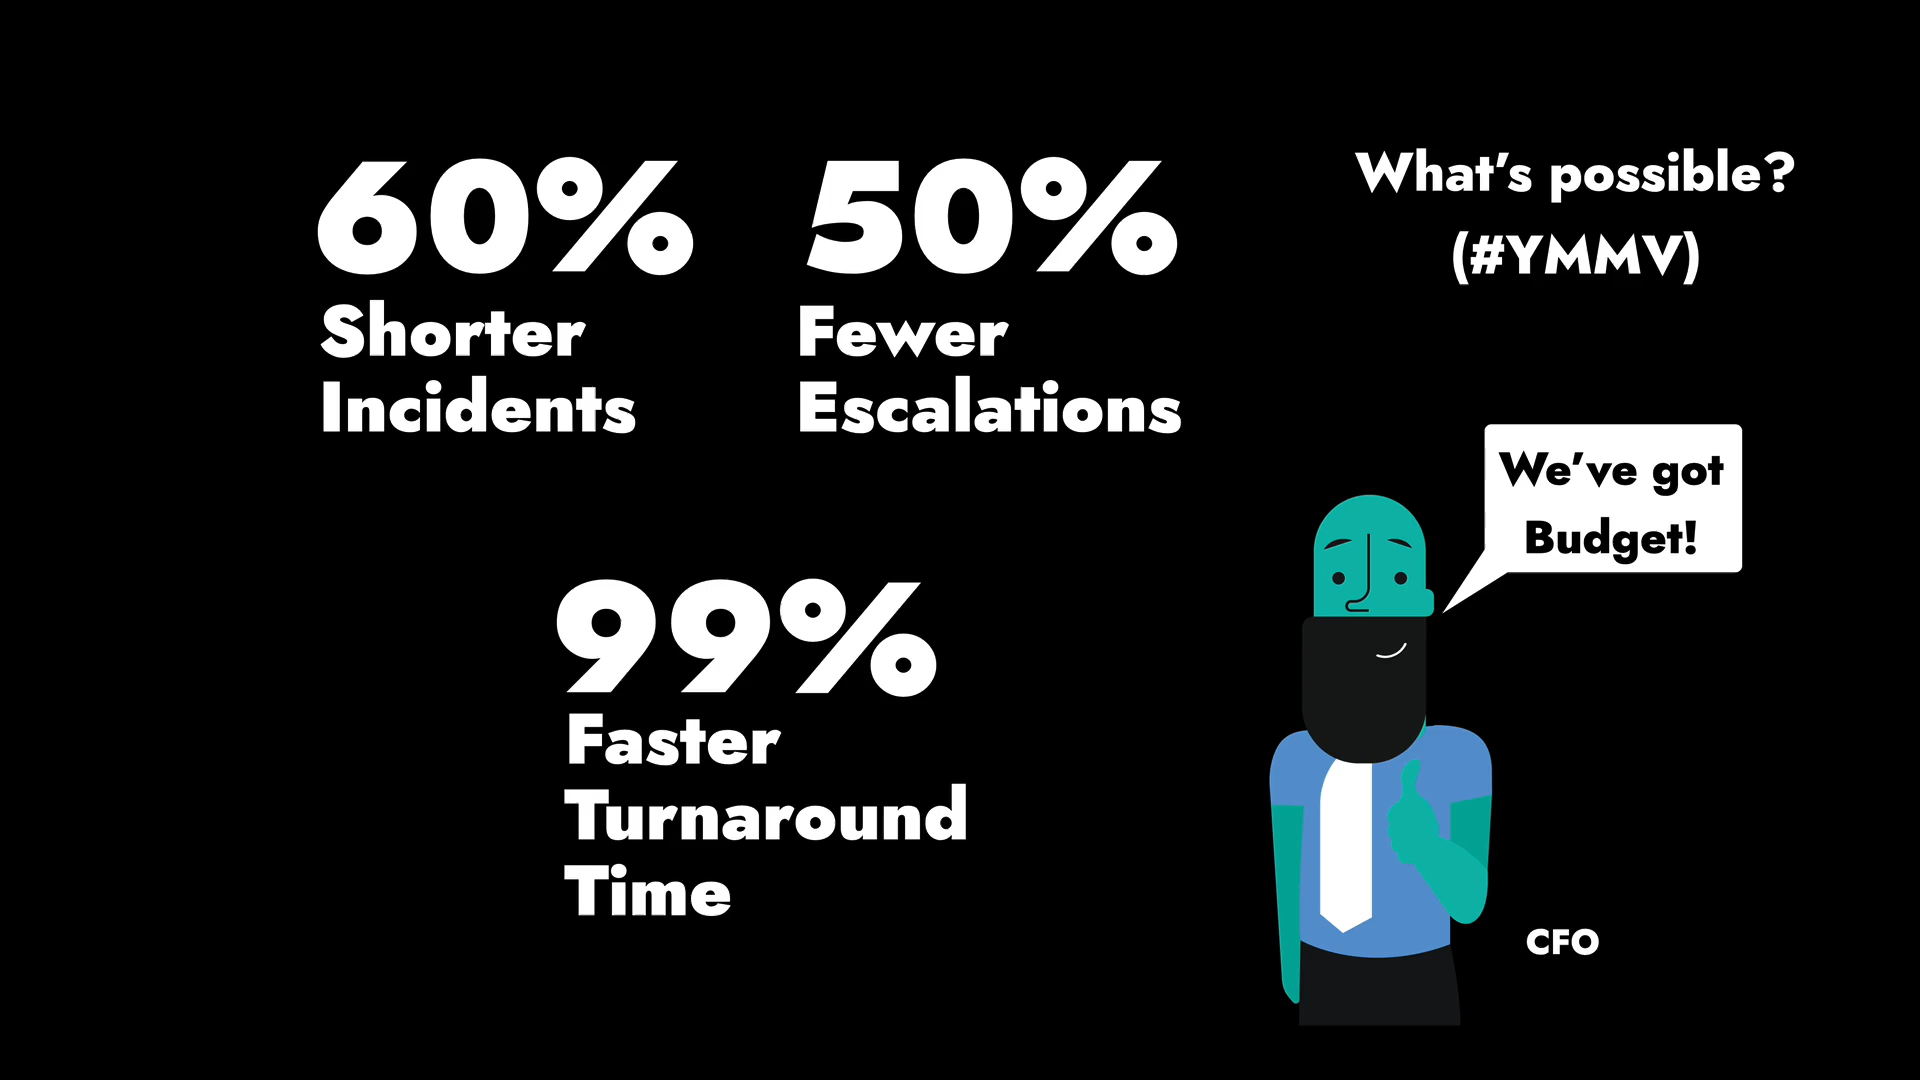 60%
Shorter
Incidents
50%
Fewer
Escalations
99%
Faster
Turnaround
Time
What's possible?
(#YMMV)
We've got
Budget!
CFO